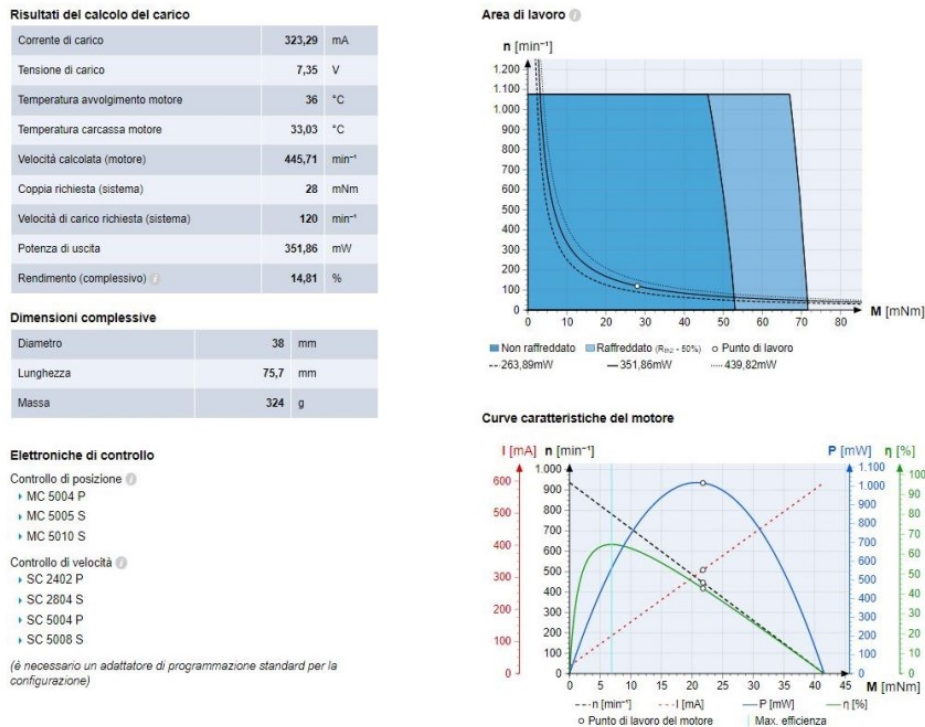 Risultati del calcolo del carico
Corrente di carico 323,29 mA
Tensione di carico 7,35 V
Temperatura avvolgimento motore 36 °C
Temperatura carcassa motore 33,03 °C
Velocità calcolata (motore) 445,71 min⁻¹
Coppia richiesta (sistema) 28 mNm
Velocità di carico richiesta (sistema) 120 min⁻¹
Potenza di uscita 351,86 mW
Rendimento (complessivo) i 14,81 %
Dimensioni complessive
Diametro 38 mm
Lunghezza 75,7 mm
Massa 324 g
Elettroniche di controllo
Controllo di posizione i
MC 5004 P
MC 5005 S
MC 5010 S
Controllo di velocità i
SC 2402 P
SC 2804 S
SC 5004 P
SC 5008 S
(è necessario un adattatore di programmazione standard per la
configurazione)
Area di lavoro i
n [min⁻¹]
1.200
1.100
1.000
900
800
700
600
500
400
300
200
100
0
0 10 20 30 40 50 60 70 80 M [mNm]
Non raffreddato Raffreddato (Rth2 - 50%) Punto di lavoro
263,89mW 351,86mW 439,82mW
Curve caratteristiche del motore
I [mA] n [min⁻¹] P [mW] η [%]
600
500
400
300
200
100
0
1.000
900
800
700
600
500
400
300
200
100
0
1.100
1.000
900
800
700
600
500
400
300
200
100
0
100
90
80
70
60
50
40
30
20
10
0
0 5 10 15 20 25 30 35 40 45 M [mNm]
n [min⁻¹] I [mA] P [mW] η [%]
Punto di lavoro del motore Max. efficienza